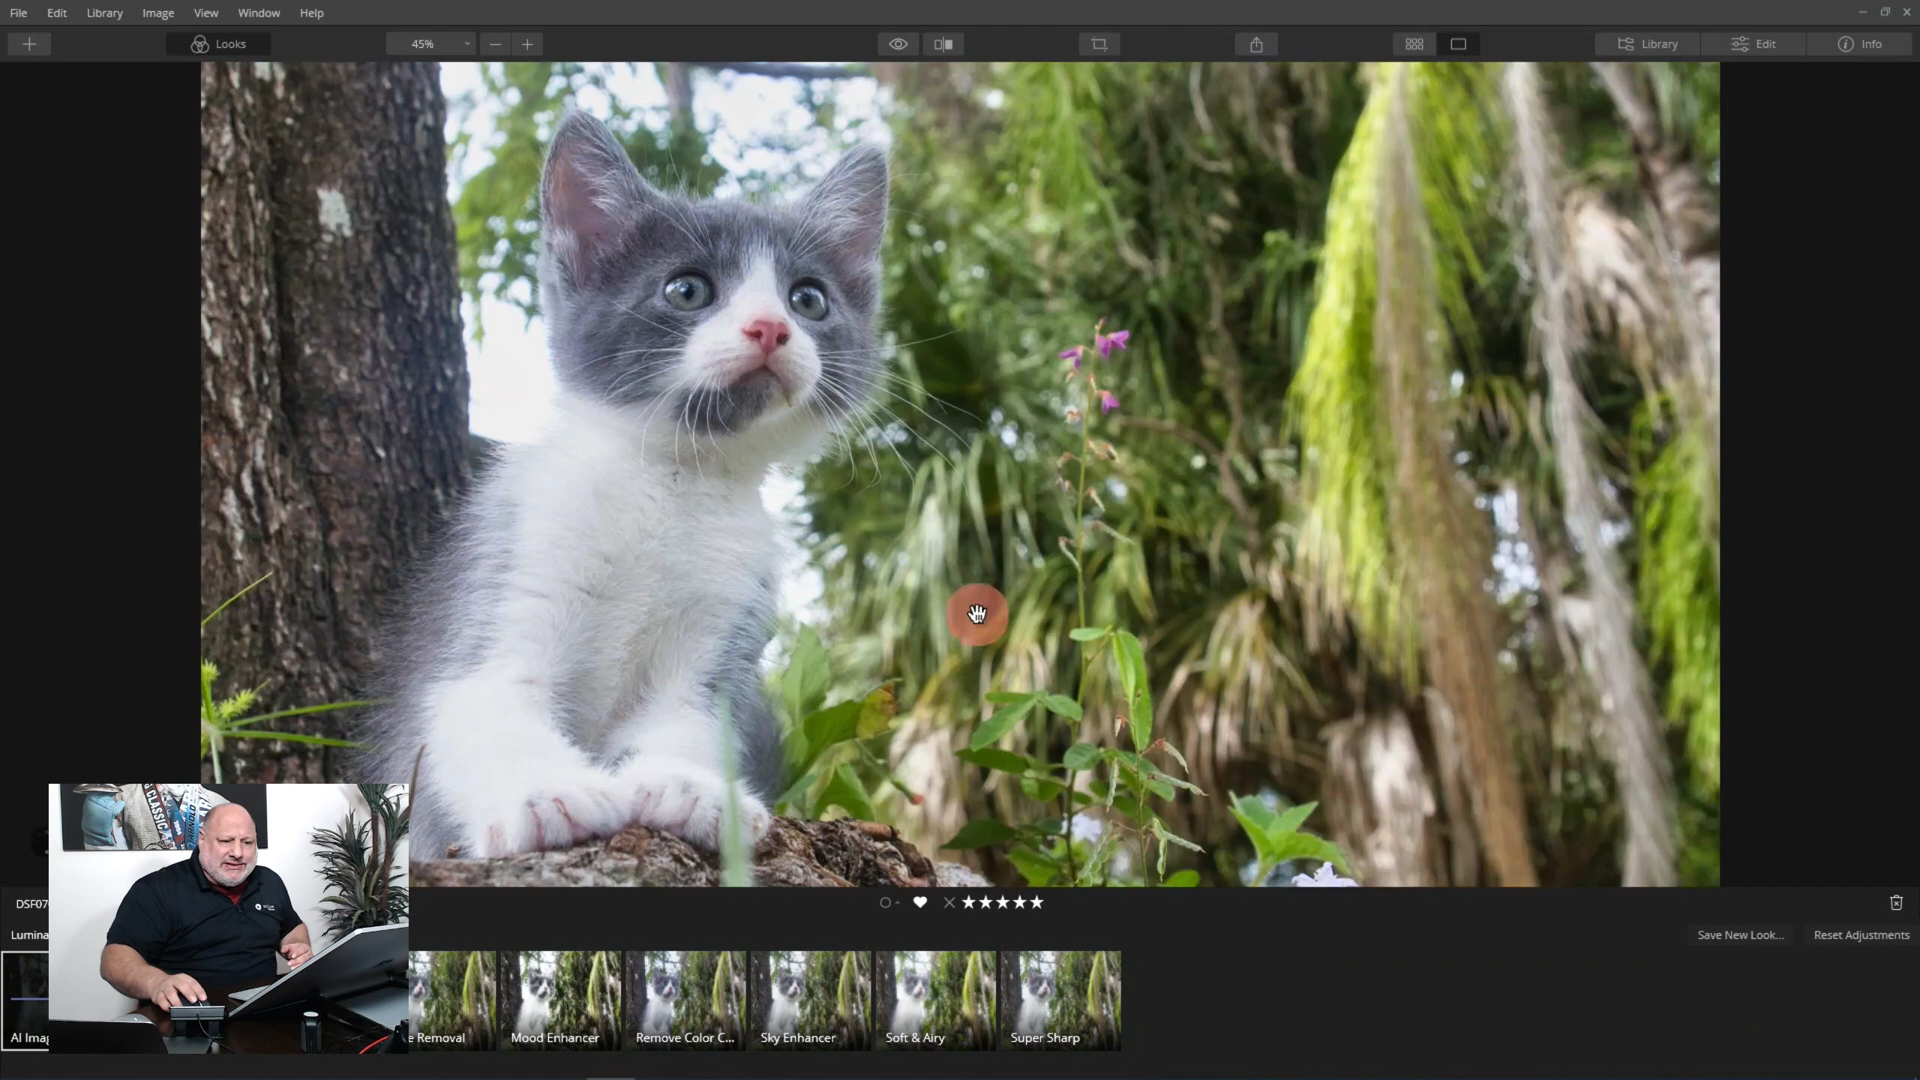 File Edit Library Image View Window Help
Looks 45% Library Edit Info
CLASSIC
DSF07
Lumina Save New Look... Reset Adjustments
AI Imag e Removal Mood Enhancer Remove Color C... Sky Enhancer Soft & Airy Super Sharp